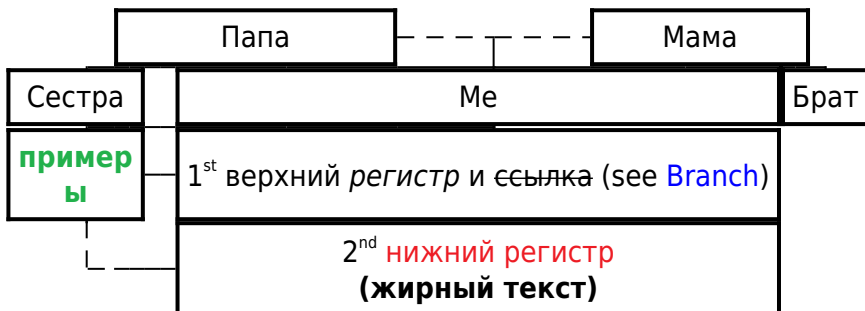 Папа Мама
Сестра Me Брат
пример
ы
1st верхний регистр и ссылка (see Branch)
2nd нижний регистр
(жирный текст)